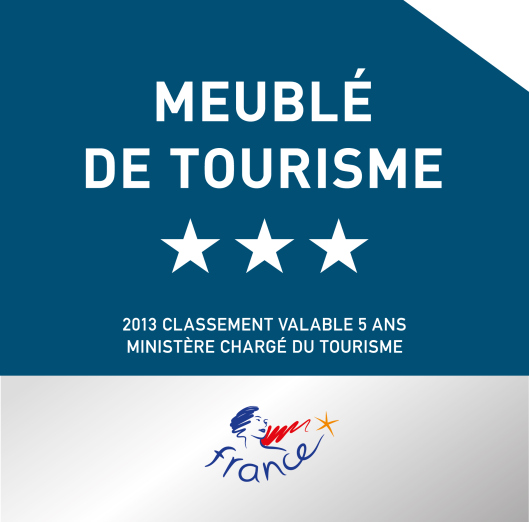 MEUBLÉ
DE TOURISME
2013 CLASSEMENT VALABLE 5 ANS
MINISTÈRE CHARGÉ DU TOURISME
france